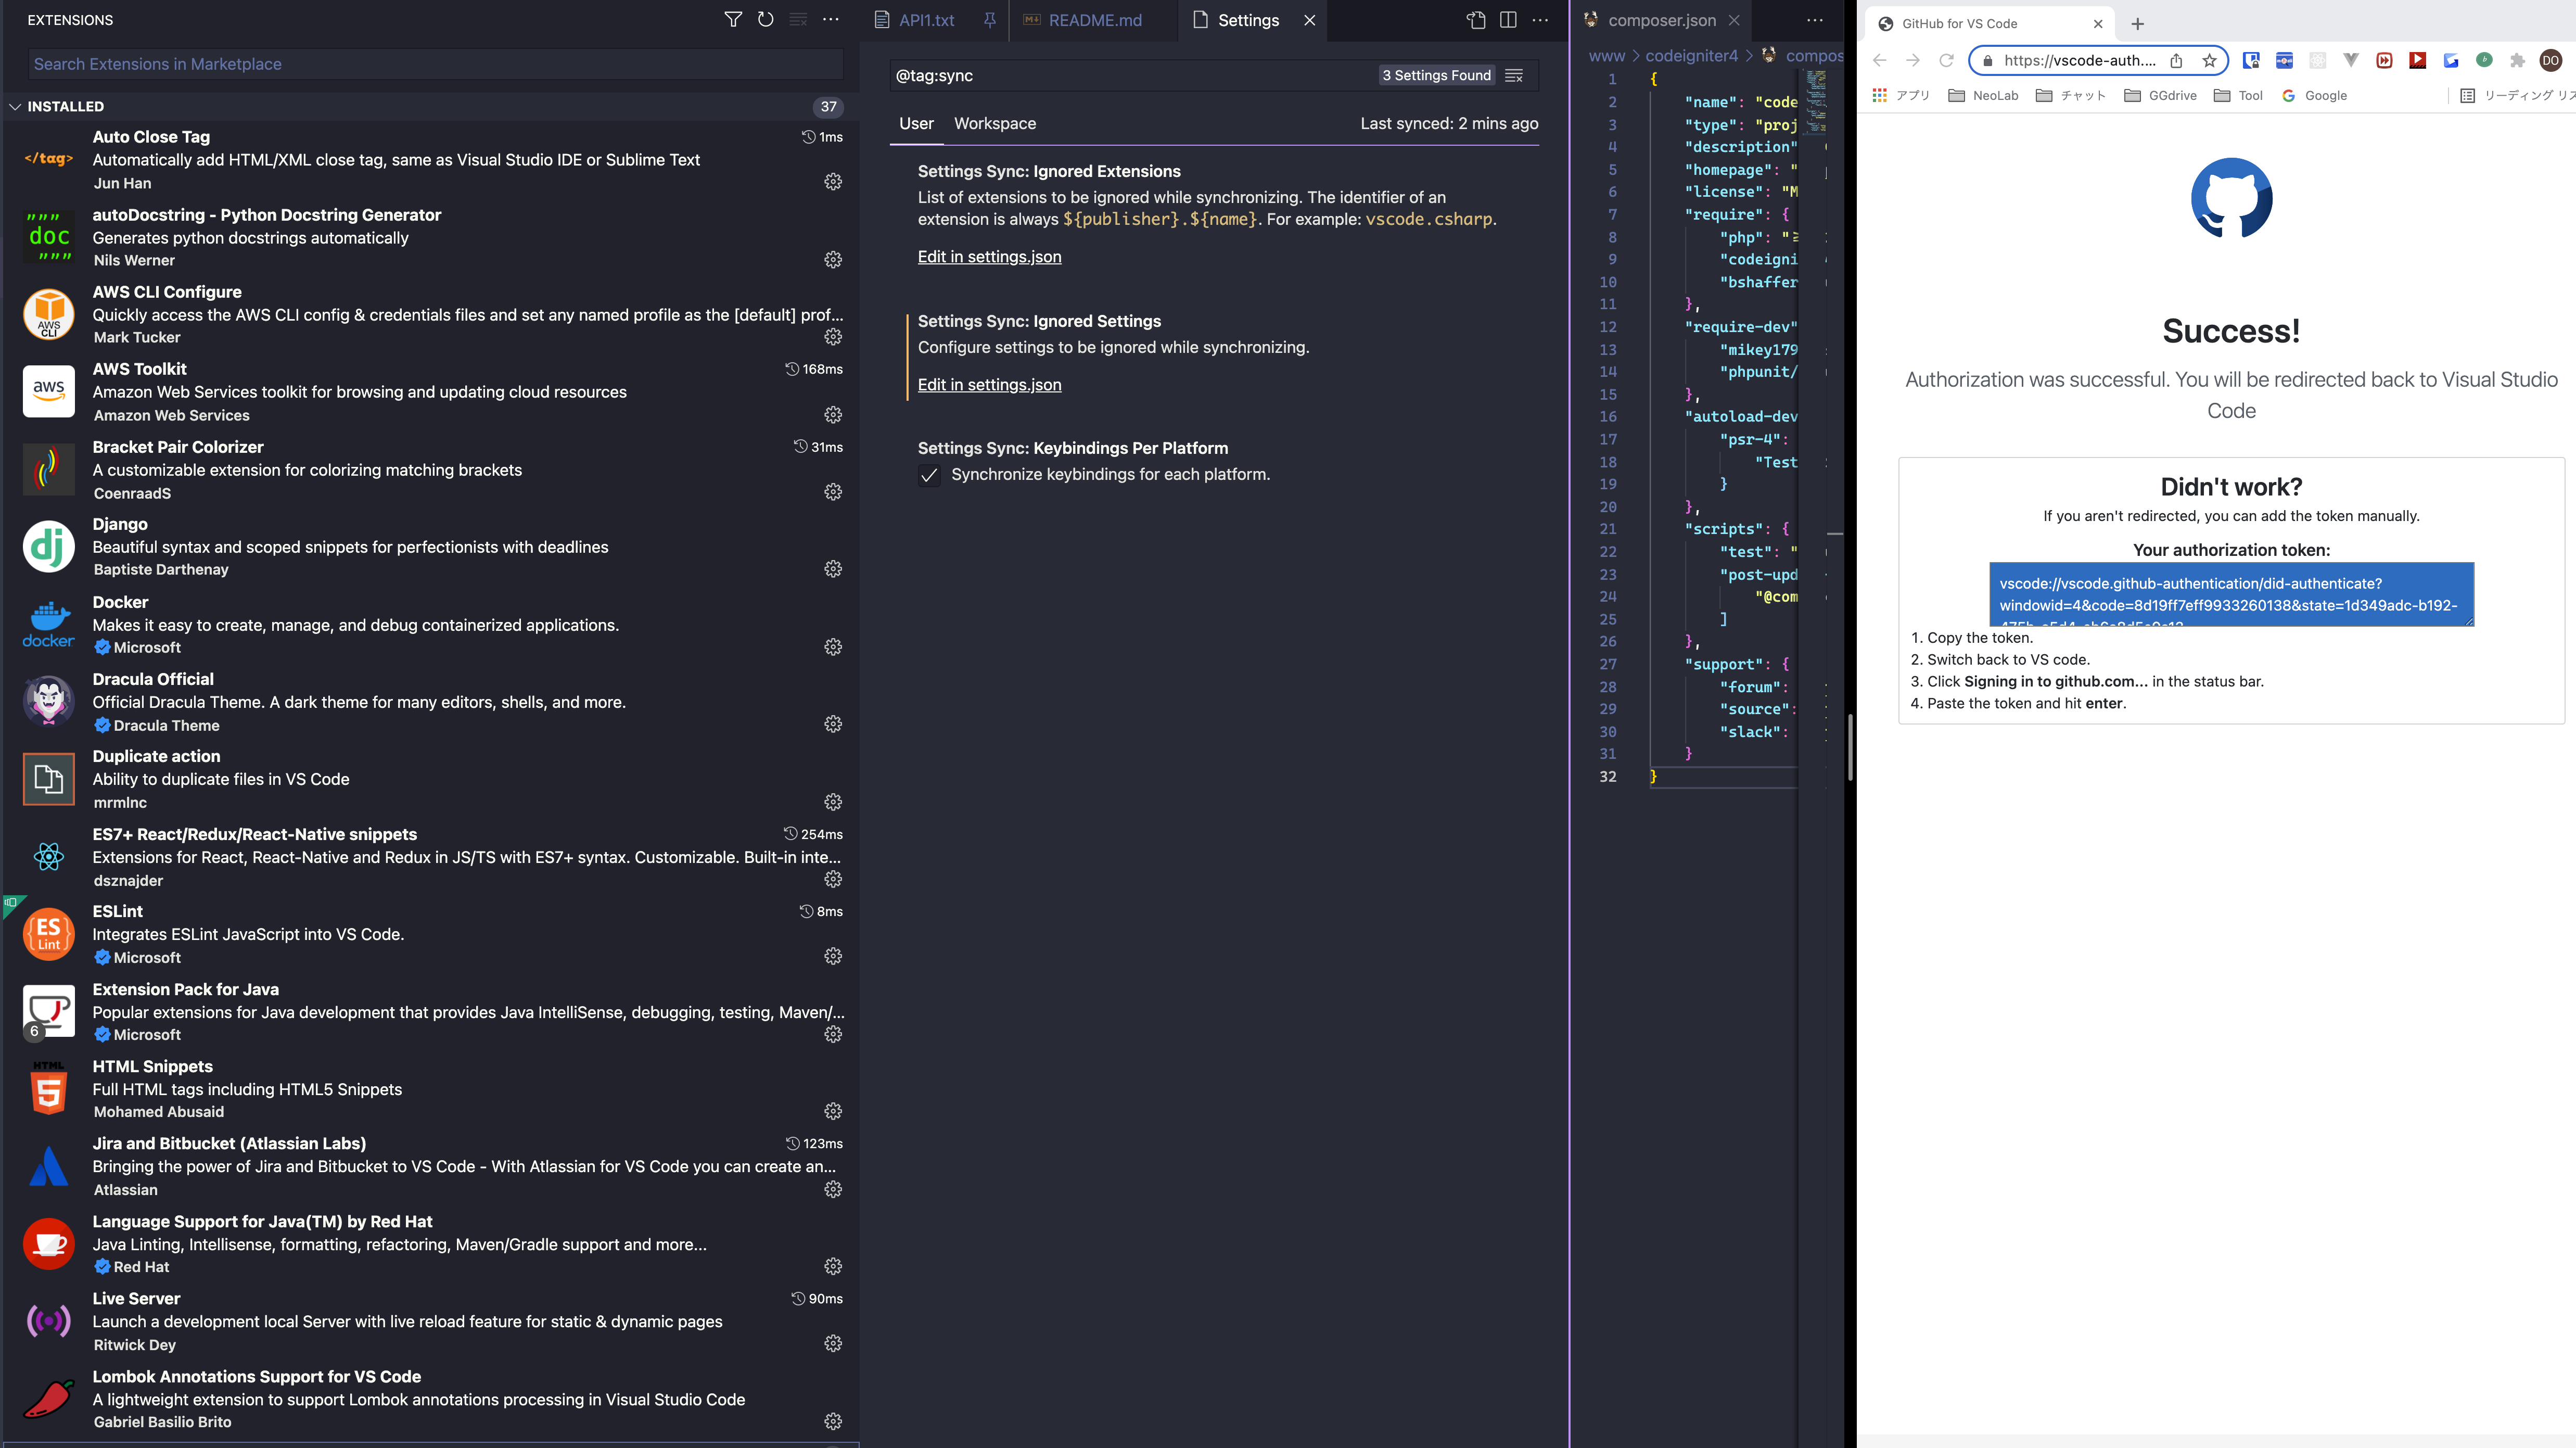 EXTENSIONS
Search Extensions in Marketplace
INSTALLED 37
</tag>
Auto Close Tag 1ms
Automatically add HTML/XML close tag, same as Visual Studio IDE or Sublime Text
Jun Han
""" doc """
autoDocstring - Python Docstring Generator
Generates python docstrings automatically
Nils Werner
AWS CLI
AWS CLI Configure
Quickly access the AWS CLI config & credentials files and set any named profile as the [default] prof...
Mark Tucker
aws
AWS Toolkit 168ms
Amazon Web Services toolkit for browsing and updating cloud resources
Amazon Web Services
Bracket Pair Colorizer 31ms
A customizable extension for colorizing matching brackets
CoenraadS
dj
Django
Beautiful syntax and scoped snippets for perfectionists with deadlines
Baptiste Darthenay
docker
Docker
Makes it easy to create, manage, and debug containerized applications.
Microsoft
Dracula Official
Official Dracula Theme. A dark theme for many editors, shells, and more.
Dracula Theme
Duplicate action
Ability to duplicate files in VS Code
mrmlnc
ES7+ React/Redux/React-Native snippets 254ms
Extensions for React, React-Native and Redux in JS/TS with ES7+ syntax. Customizable. Built-in inte...
dsznajder
{ES Lint}
ESLint 8ms
Integrates ESLint JavaScript into VS Code.
Microsoft
6
Extension Pack for Java
Popular extensions for Java development that provides Java IntelliSense, debugging, testing, Maven/...
Microsoft
HTML 5
HTML Snippets
Full HTML tags including HTML5 Snippets
Mohamed Abusaid
Jira and Bitbucket (Atlassian Labs) 123ms
Bringing the power of Jira and Bitbucket to VS Code - With Atlassian for VS Code you can create an...
Atlassian
Language Support for Java(TM) by Red Hat
Java Linting, Intellisense, formatting, refactoring, Maven/Gradle support and more...
Red Hat
Live Server 90ms
Launch a development local Server with live reload feature for static & dynamic pages
Ritwick Dey
Lombok Annotations Support for VS Code
A lightweight extension to support Lombok annotations processing in Visual Studio Code
Gabriel Basilio Brito
API1.txt README.md Settings
@tag:sync 3 Settings Found
User Workspace Last synced: 2 mins ago
Settings Sync: Ignored Extensions
List of extensions to be ignored while synchronizing. The identifier of an
extension is always ${publisher}.${name}. For example: vscode.csharp.
Edit in settings.json
Settings Sync: Ignored Settings
Configure settings to be ignored while synchronizing.
Edit in settings.json
Settings Sync: Keybindings Per Platform
Synchronize keybindings for each platform.
composer.json
www > codeigniter4 > compos
1 {
2 "name": "code
3 "type": "proj
4 "description"
5 "homepage": "
6 "license": "M
7 "require": {
8 "php": "
9 "codeigni
10 "bshaffer
11 },
12 "require-dev"
13 "mikey179
14 "phpunit/
15 },
16 "autoload-dev
17 "psr-4":
18 "Test
19 }
20 },
21 "scripts": {
22 "test": "
23 "post-upd
24 "@com
25 ]
26 },
27 "support": {
28 "forum":
29 "source":
30 "slack":
31 }
32 }
GitHub for VS Code
https://vscode-auth.... DO
アプリ NeoLab チャット GGdrive Tool Google リーディング リス
Success!
Authorization was successful. You will be redirected back to Visual Studio
Code
Didn't work?
If you aren't redirected, you can add the token manually.
Your authorization token:
vscode://vscode.github-authentication/did-authenticate?
windowid=4&code=8d19ff7eff9933260138&state=1d349adc-b192-
1. Copy the token.
2. Switch back to VS code.
3. Click Signing in to github.com... in the status bar.
4. Paste the token and hit enter.